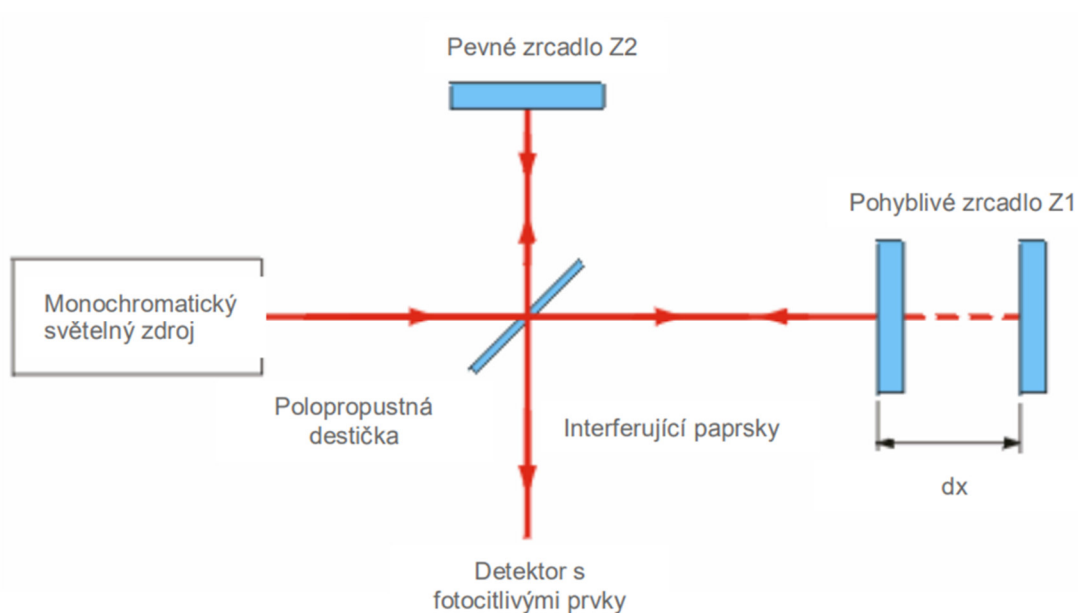 Pevné zrcadlo Z2
Pohyblivé zrcadlo Z1
Monochromatický
světelný zdroj
Polopropustná
destička
Interferující paprsky
dx
Detektor s
fotocitlivými prvky